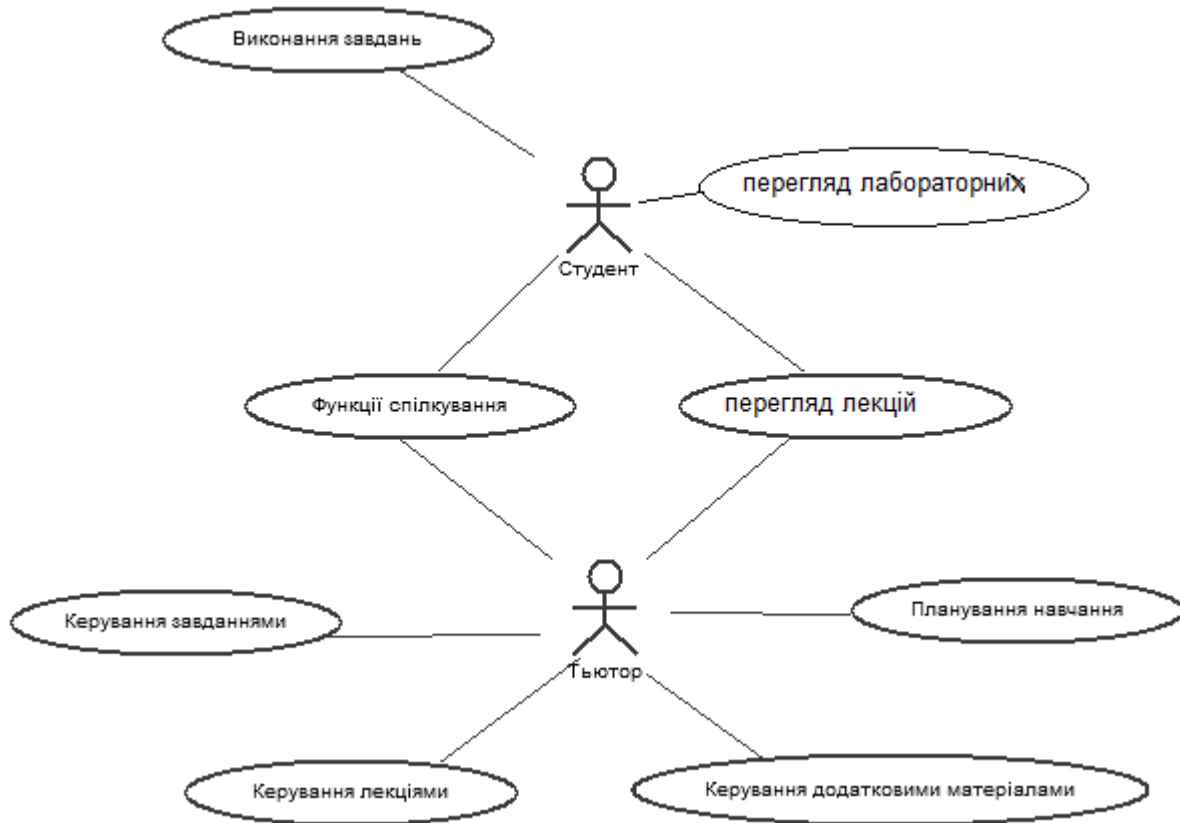 Виконання завдань
перегляд лабораторних
Студент
Функції спілкування
перегляд лекцій
Керування завданнями
Планування навчання
Тьютор
Керування лекціями
Керування додатковими матеріалами